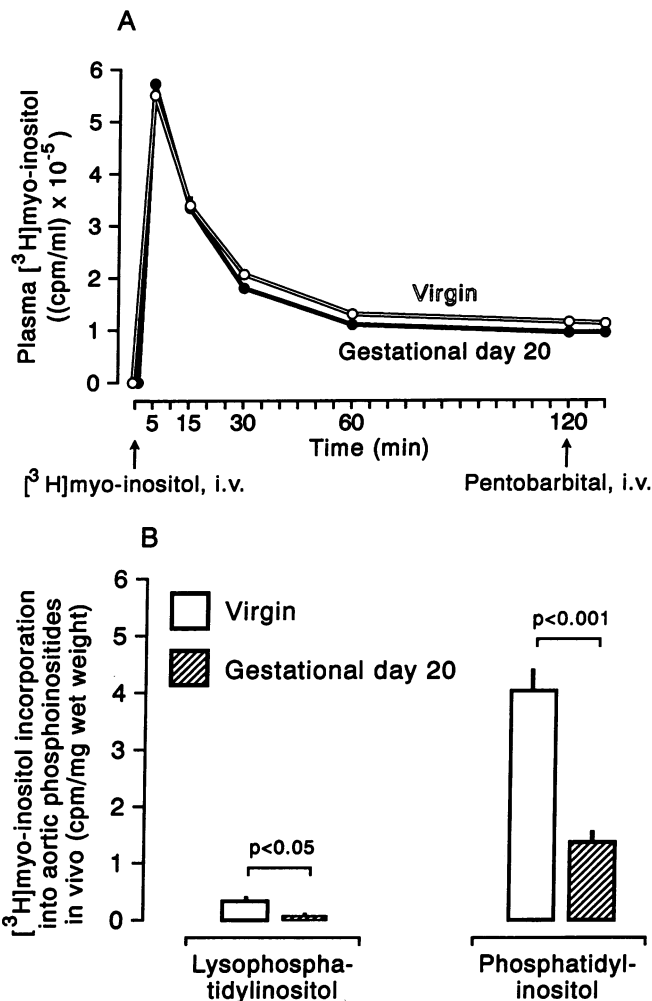 A
Plasma [³H]myo-inositol
((cpm/ml) x 10⁻⁵)
6
5
4
3
2
1
0
Virgin
Gestational day 20
5 15 30 60 120
Time (min)
[³H]myo-inositol, i.v.
Pentobarbital, i.v.
B
[³H]myo-inositol incorporation
into aortic phosphoinositides
in vivo (cpm/mg wet weight)
6
5
4
3
2
1
0
Virgin
Gestational day 20
p<0.001
p<0.05
Lysophospha-
tidylinositol
Phosphatidyl-
inositol